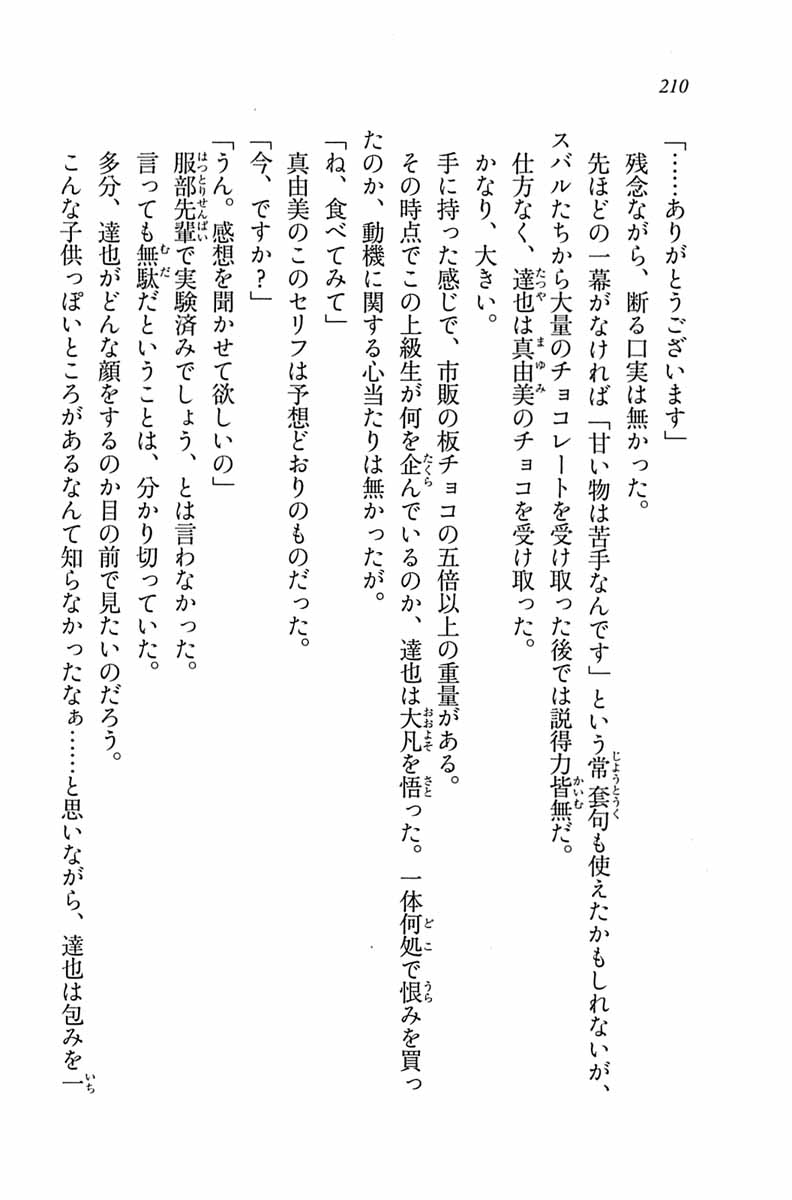 210
「……ありがとうございます」
残念ながら、断る口実は無かった。
先ほどの一幕がなければ「甘い物は苦手なんです」という常套句も使えたかもしれないが、
スバルたちから大量のチョコレートを受け取った後では説得力皆無だ。
仕方なく、達也は真由美のチョコを受け取った。
かなり、大きい。
手に持った感じで、市販の板チョコの五倍以上の重量がある。
その時点でこの上級生が何を企んでいるのか、達也は大凡を悟った。一体何処で恨みを買っ
たのか、動機に関する心当たりは無かったが。
「ね、食べてみて」
真由美のこのセリフは予想どおりのものだった。
「今、ですか？」
「うん。感想を聞かせて欲しいの」
服部先輩で実験済みでしょう、とは言わなかった。
言っても無駄だということは、分かり切っていた。
多分、達也がどんな顔をするのか目の前で見たいのだろう。
こんな子供っぽいところがあるなんて知らなかったなぁ……と思いながら、達也は包みを一